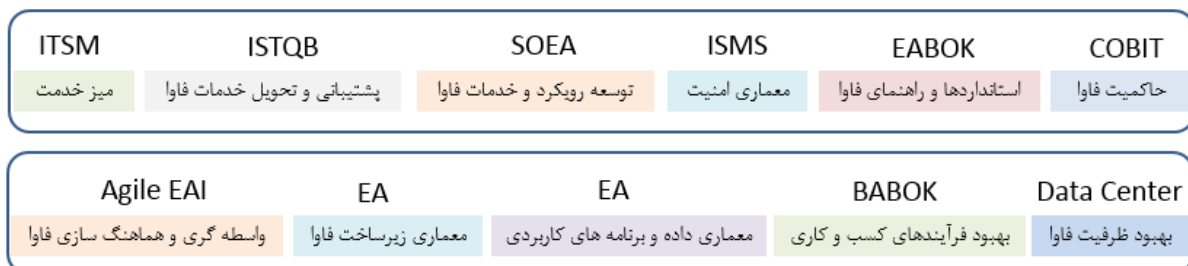 COBIT EABOK ISMS SOEA ISTQB ITSM
حاکمیت فاوا استانداردها و راهنمای فاوا معماری امنیت توسعه رویکرد و خدمات فاوا پشتیبانی و تحویل خدمات فاوا میز خدمت
Data Center BABOK EA EA Agile EAI
بهبود ظرفیت فاوا بهبود فرآیندهای کسب و کاری معماری داده و برنامه های کاربردی معماری زیرساخت فاوا واسطه گری و هماهنگ سازی فاوا